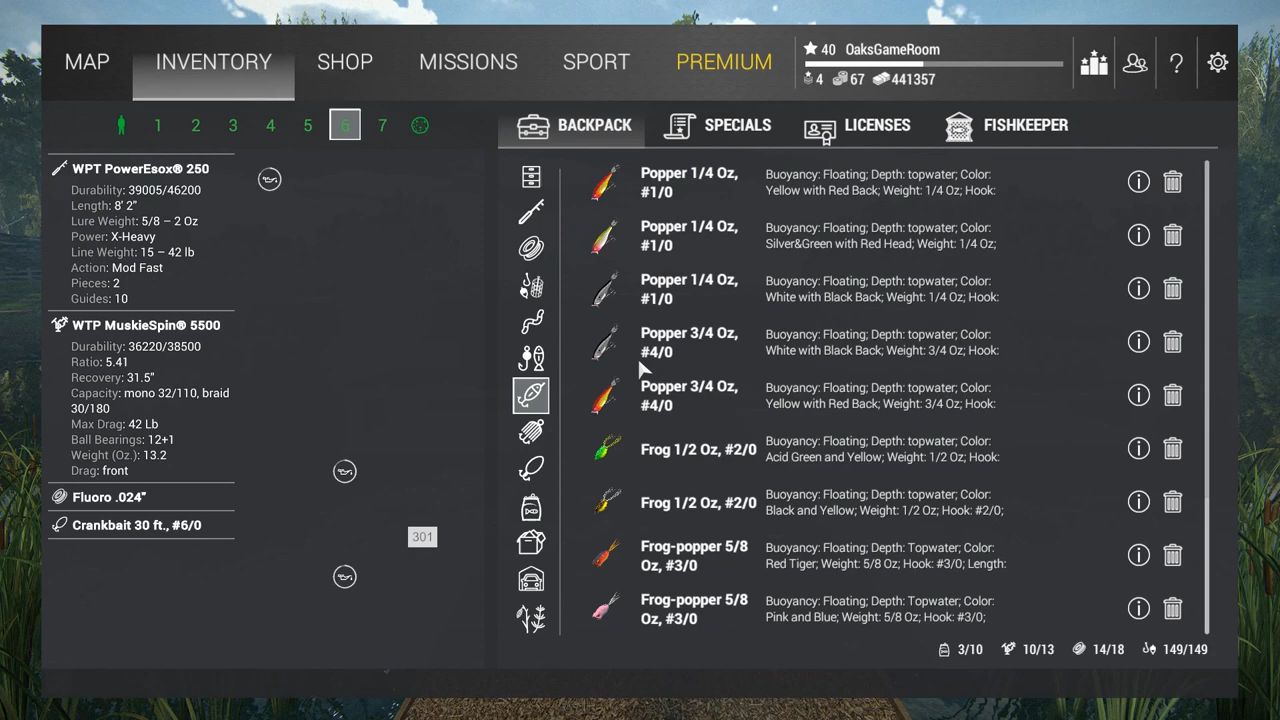 MAP INVENTORY SHOP MISSIONS SPORT PREMIUM
40 OaksGameRoom
4 67 441357
1 2 3 4 5 6 7
BACKPACK SPECIALS LICENSES FISHKEEPER
WPT PowerEsox® 250
Durability: 39005/46200
Length: 8' 2"
Lure Weight: 5/8 – 2 Oz
Power: X-Heavy
Line Weight: 15 – 42 lb
Action: Mod Fast
Pieces: 2
Guides: 10
WTP MuskieSpin® 5500
Durability: 36220/38500
Ratio: 5.41
Recovery: 31.5"
Capacity: mono 32/110, braid
30/180
Max Drag: 42 Lb
Ball Bearings: 12+1
Weight (Oz.): 13.2
Drag: front
Fluoro .024"
Crankbait 30 ft., #6/0
301
Popper 1/4 Oz,
#1/0
Buoyancy: Floating; Depth: topwater; Color:
Yellow with Red Back; Weight: 1/4 Oz; Hook:
Popper 1/4 Oz,
#1/0
Buoyancy: Floating; Depth: topwater; Color:
Silver&Green with Red Head; Weight: 1/4 Oz;
Popper 1/4 Oz,
#1/0
Buoyancy: Floating; Depth: topwater; Color:
White with Black Back; Weight: 1/4 Oz; Hook:
Popper 3/4 Oz,
#4/0
Buoyancy: Floating; Depth: topwater; Color:
White with Black Back; Weight: 3/4 Oz; Hook:
Popper 3/4 Oz,
#4/0
Buoyancy: Floating; Depth: topwater; Color:
Yellow with Red Back; Weight: 3/4 Oz; Hook:
Frog 1/2 Oz, #2/0
Buoyancy: Floating; Depth: topwater; Color:
Acid Green and Yellow; Weight: 1/2 Oz; Hook:
Frog 1/2 Oz, #2/0
Buoyancy: Floating; Depth: topwater; Color:
Black and Yellow; Weight: 1/2 Oz; Hook: #2/0;
Frog-popper 5/8
Oz, #3/0
Buoyancy: Floating; Depth: Topwater; Color:
Red Tiger; Weight: 5/8 Oz; Hook: #3/0; Length:
Frog-popper 5/8
Oz, #3/0
Buoyancy: Floating; Depth: Topwater; Color:
Pink and Blue; Weight: 5/8 Oz; Hook: #3/0;
3/10 10/13 14/18 149/149